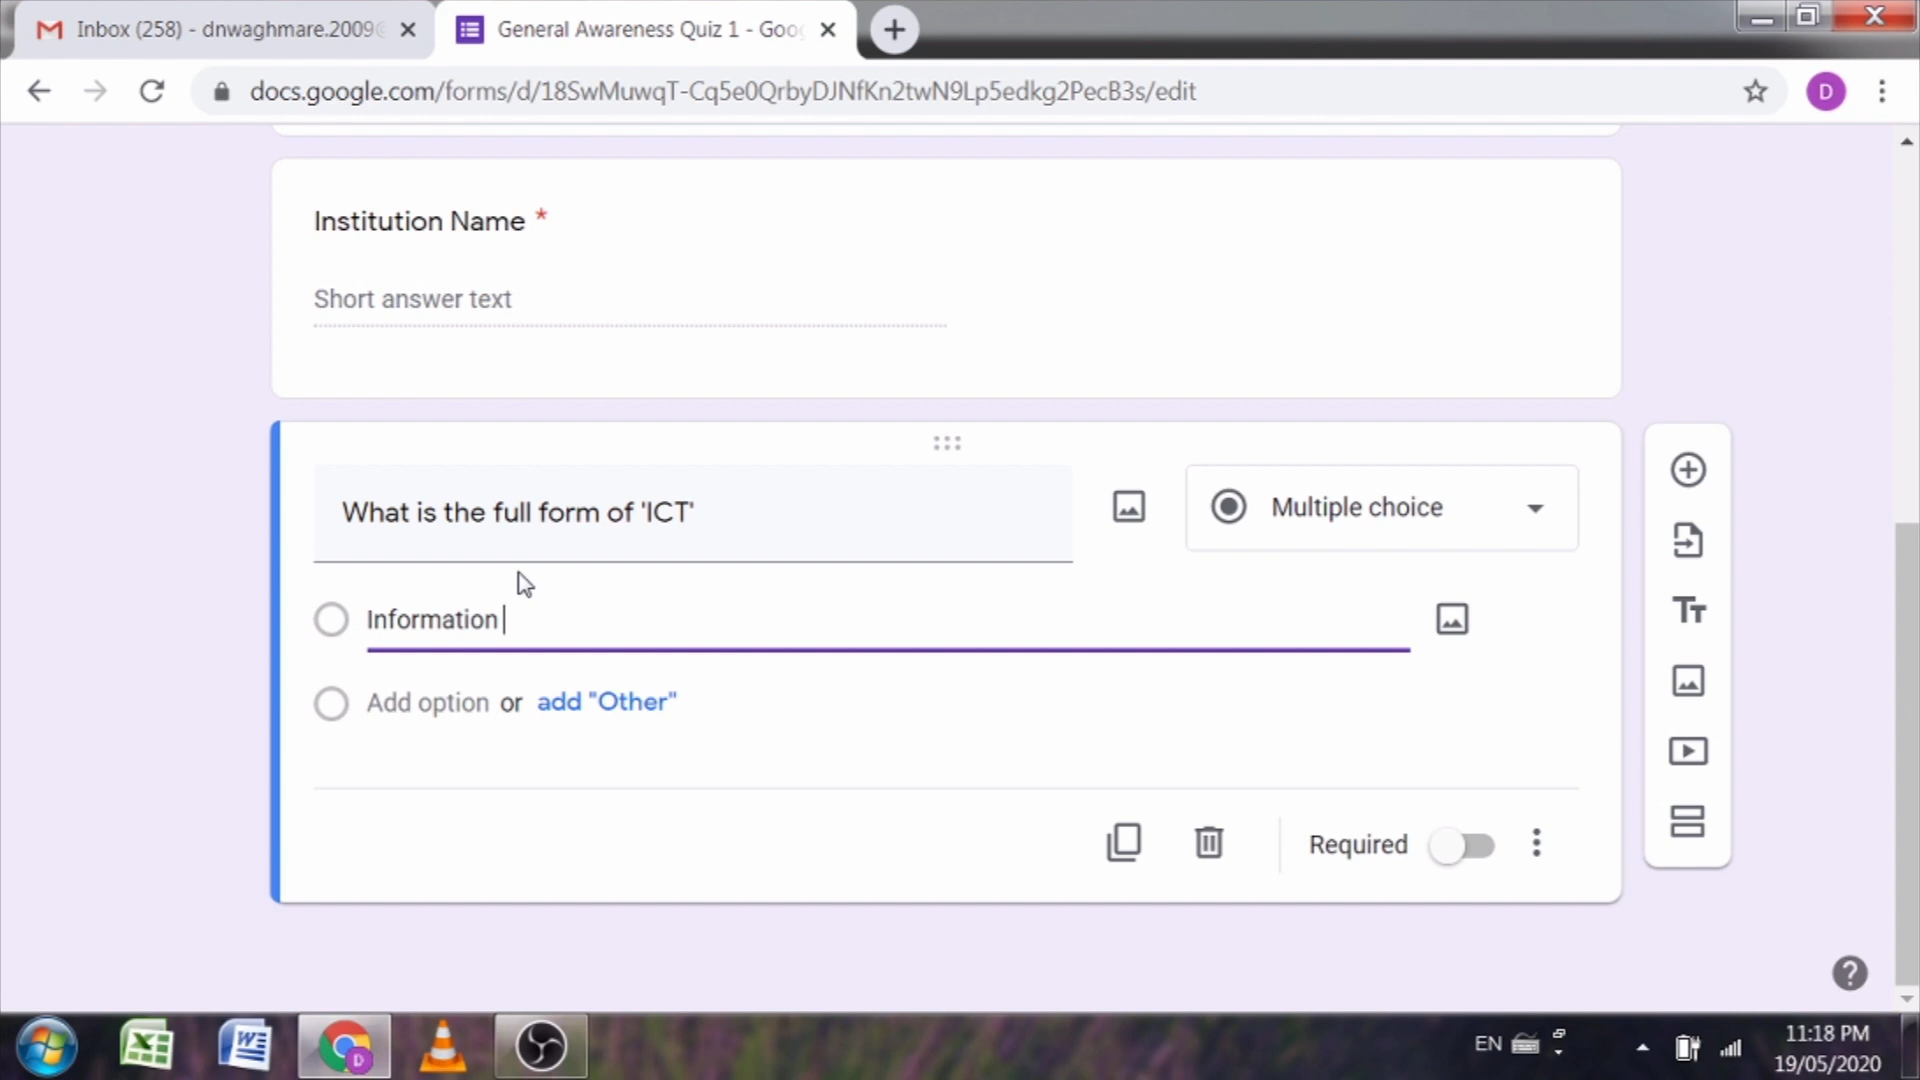 Inbox (258) - dnwaghmare.2009@
General Awareness Quiz 1 - Goo
docs.google.com/forms/d/18SwMuwqT-Cq5e0QrbyDJNfKn2twN9Lp5edkg2PecB3s/edit
D
Institution Name *
Short answer text
What is the full form of 'ICT'
Multiple choice
Information
Add option or add "Other"
Required
EN
11:18 PM
19/05/2020